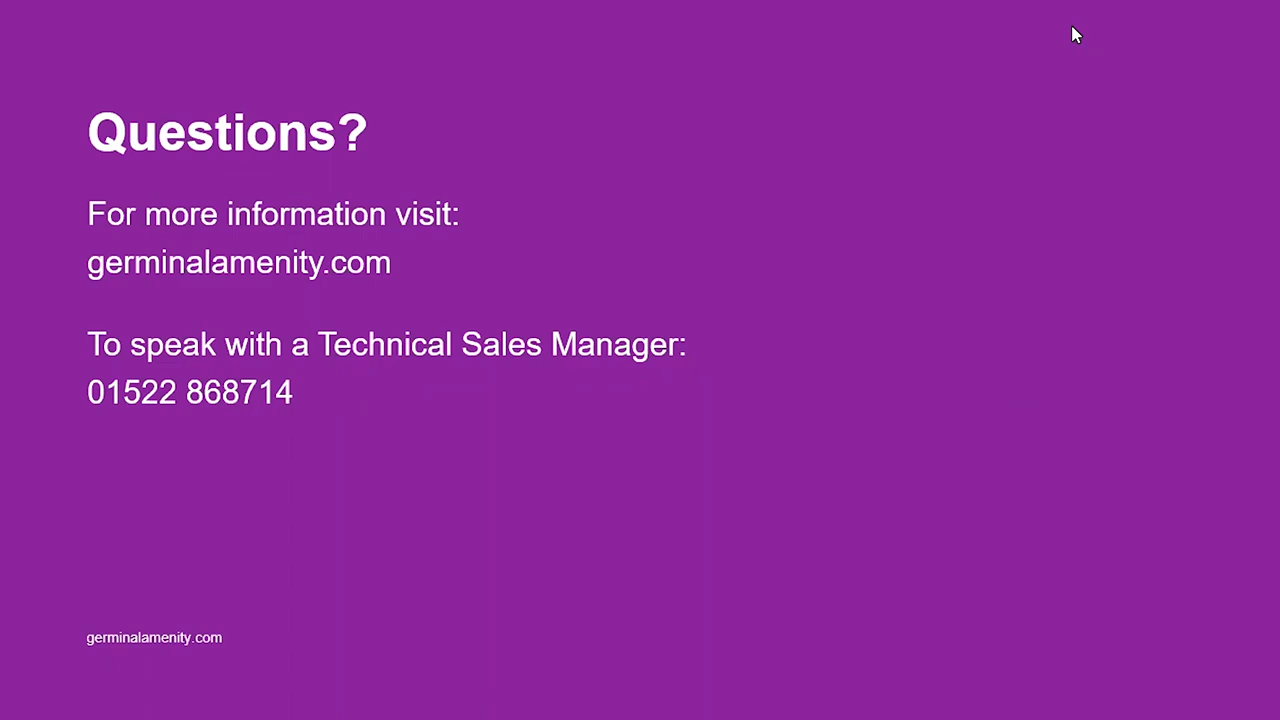 Questions?
For more information visit:
germinalamenity.com
To speak with a Technical Sales Manager:
01522 868714
germinalamenity.com